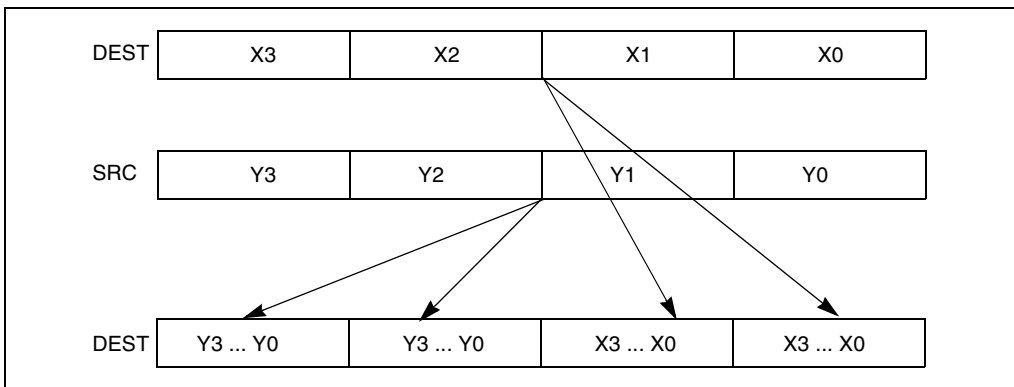 DEST X3 X2 X1 X0
SRC Y3 Y2 Y1 Y0
DEST Y3 ... Y0 Y3 ... Y0 X3 ... X0 X3 ... X0